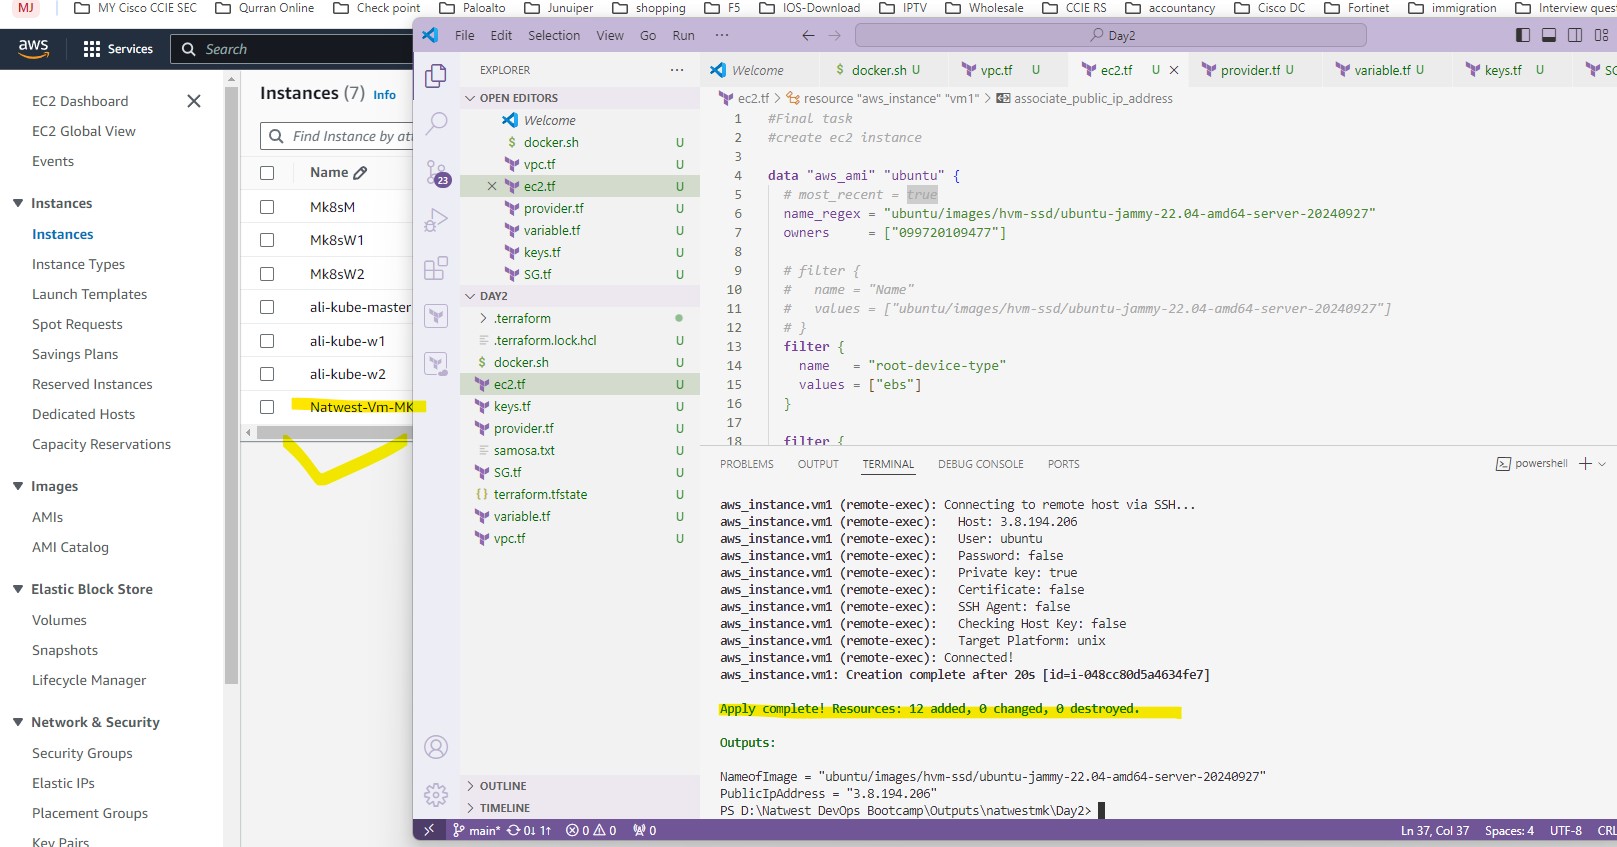 MJ MY Cisco CCIE SEC Qurran Online Check point Paloalto Junuiper shopping F5 IOS-Download IPTV Wholesale CCIE RS accountancy Cisco DC Fortinet immigration Interview ques
aws Services Search
EC2 Dashboard
EC2 Global View
Events
Instances
Instances
Instance Types
Launch Templates
Spot Requests
Savings Plans
Reserved Instances
Dedicated Hosts
Capacity Reservations
Images
AMIs
AMI Catalog
Elastic Block Store
Volumes
Snapshots
Lifecycle Manager
Network & Security
Security Groups
Elastic IPs
Placement Groups
Key Pairs
Instances (7) Info
Find Instance by at
Name
Mk8sM
Mk8sW1
Mk8sW2
ali-kube-master
ali-kube-w1
ali-kube-w2
Natwest-Vm-MK
File Edit Selection View Go Run ··· Day2
EXPLORER ···
OPEN EDITORS
Welcome
$ docker.sh U
vpc.tf U
ec2.tf U
provider.tf U
variable.tf U
keys.tf U
SG.tf U
DAY2
.terraform
.terraform.lock.hcl U
$ docker.sh U
ec2.tf U
keys.tf U
provider.tf U
samosa.txt U
SG.tf U
{} terraform.tfstate U
variable.tf U
vpc.tf U
OUTLINE
TIMELINE
23
Welcome $ docker.sh U vpc.tf U ec2.tf U provider.tf U variable.tf U keys.tf U SG
ec2.tf > resource "aws_instance" "vm1" > associate_public_ip_address
1 #Final task
2 #create ec2 instance
3
4 data "aws_ami" "ubuntu" {
5 # most_recent = true
6 name_regex = "ubuntu/images/hvm-ssd/ubuntu-jammy-22.04-amd64-server-20240927"
7 owners = ["099720109477"]
8
9 # filter {
10 # name = "Name"
11 # values = ["ubuntu/images/hvm-ssd/ubuntu-jammy-22.04-amd64-server-20240927"]
12 # }
13 filter {
14 name = "root-device-type"
15 values = ["ebs"]
16 }
17
18 filter {
PROBLEMS OUTPUT TERMINAL DEBUG CONSOLE PORTS powershell
aws_instance.vm1 (remote-exec): Connecting to remote host via SSH...
aws_instance.vm1 (remote-exec): Host: 3.8.194.206
aws_instance.vm1 (remote-exec): User: ubuntu
aws_instance.vm1 (remote-exec): Password: false
aws_instance.vm1 (remote-exec): Private key: true
aws_instance.vm1 (remote-exec): Certificate: false
aws_instance.vm1 (remote-exec): SSH Agent: false
aws_instance.vm1 (remote-exec): Checking Host Key: false
aws_instance.vm1 (remote-exec): Target Platform: unix
aws_instance.vm1 (remote-exec): Connected!
aws_instance.vm1: Creation complete after 20s [id=i-048cc80d5a4634fe7]
Apply complete! Resources: 12 added, 0 changed, 0 destroyed.
Outputs:
NameofImage = "ubuntu/images/hvm-ssd/ubuntu-jammy-22.04-amd64-server-20240927"
PublicIpAddress = "3.8.194.206"
PS D:\Natwest DevOps Bootcamp\Outputs\natwestmk\Day2>
main* 0↓ 1↑ 0 0 0 Ln 37, Col 37 Spaces: 4 UTF-8 CRL